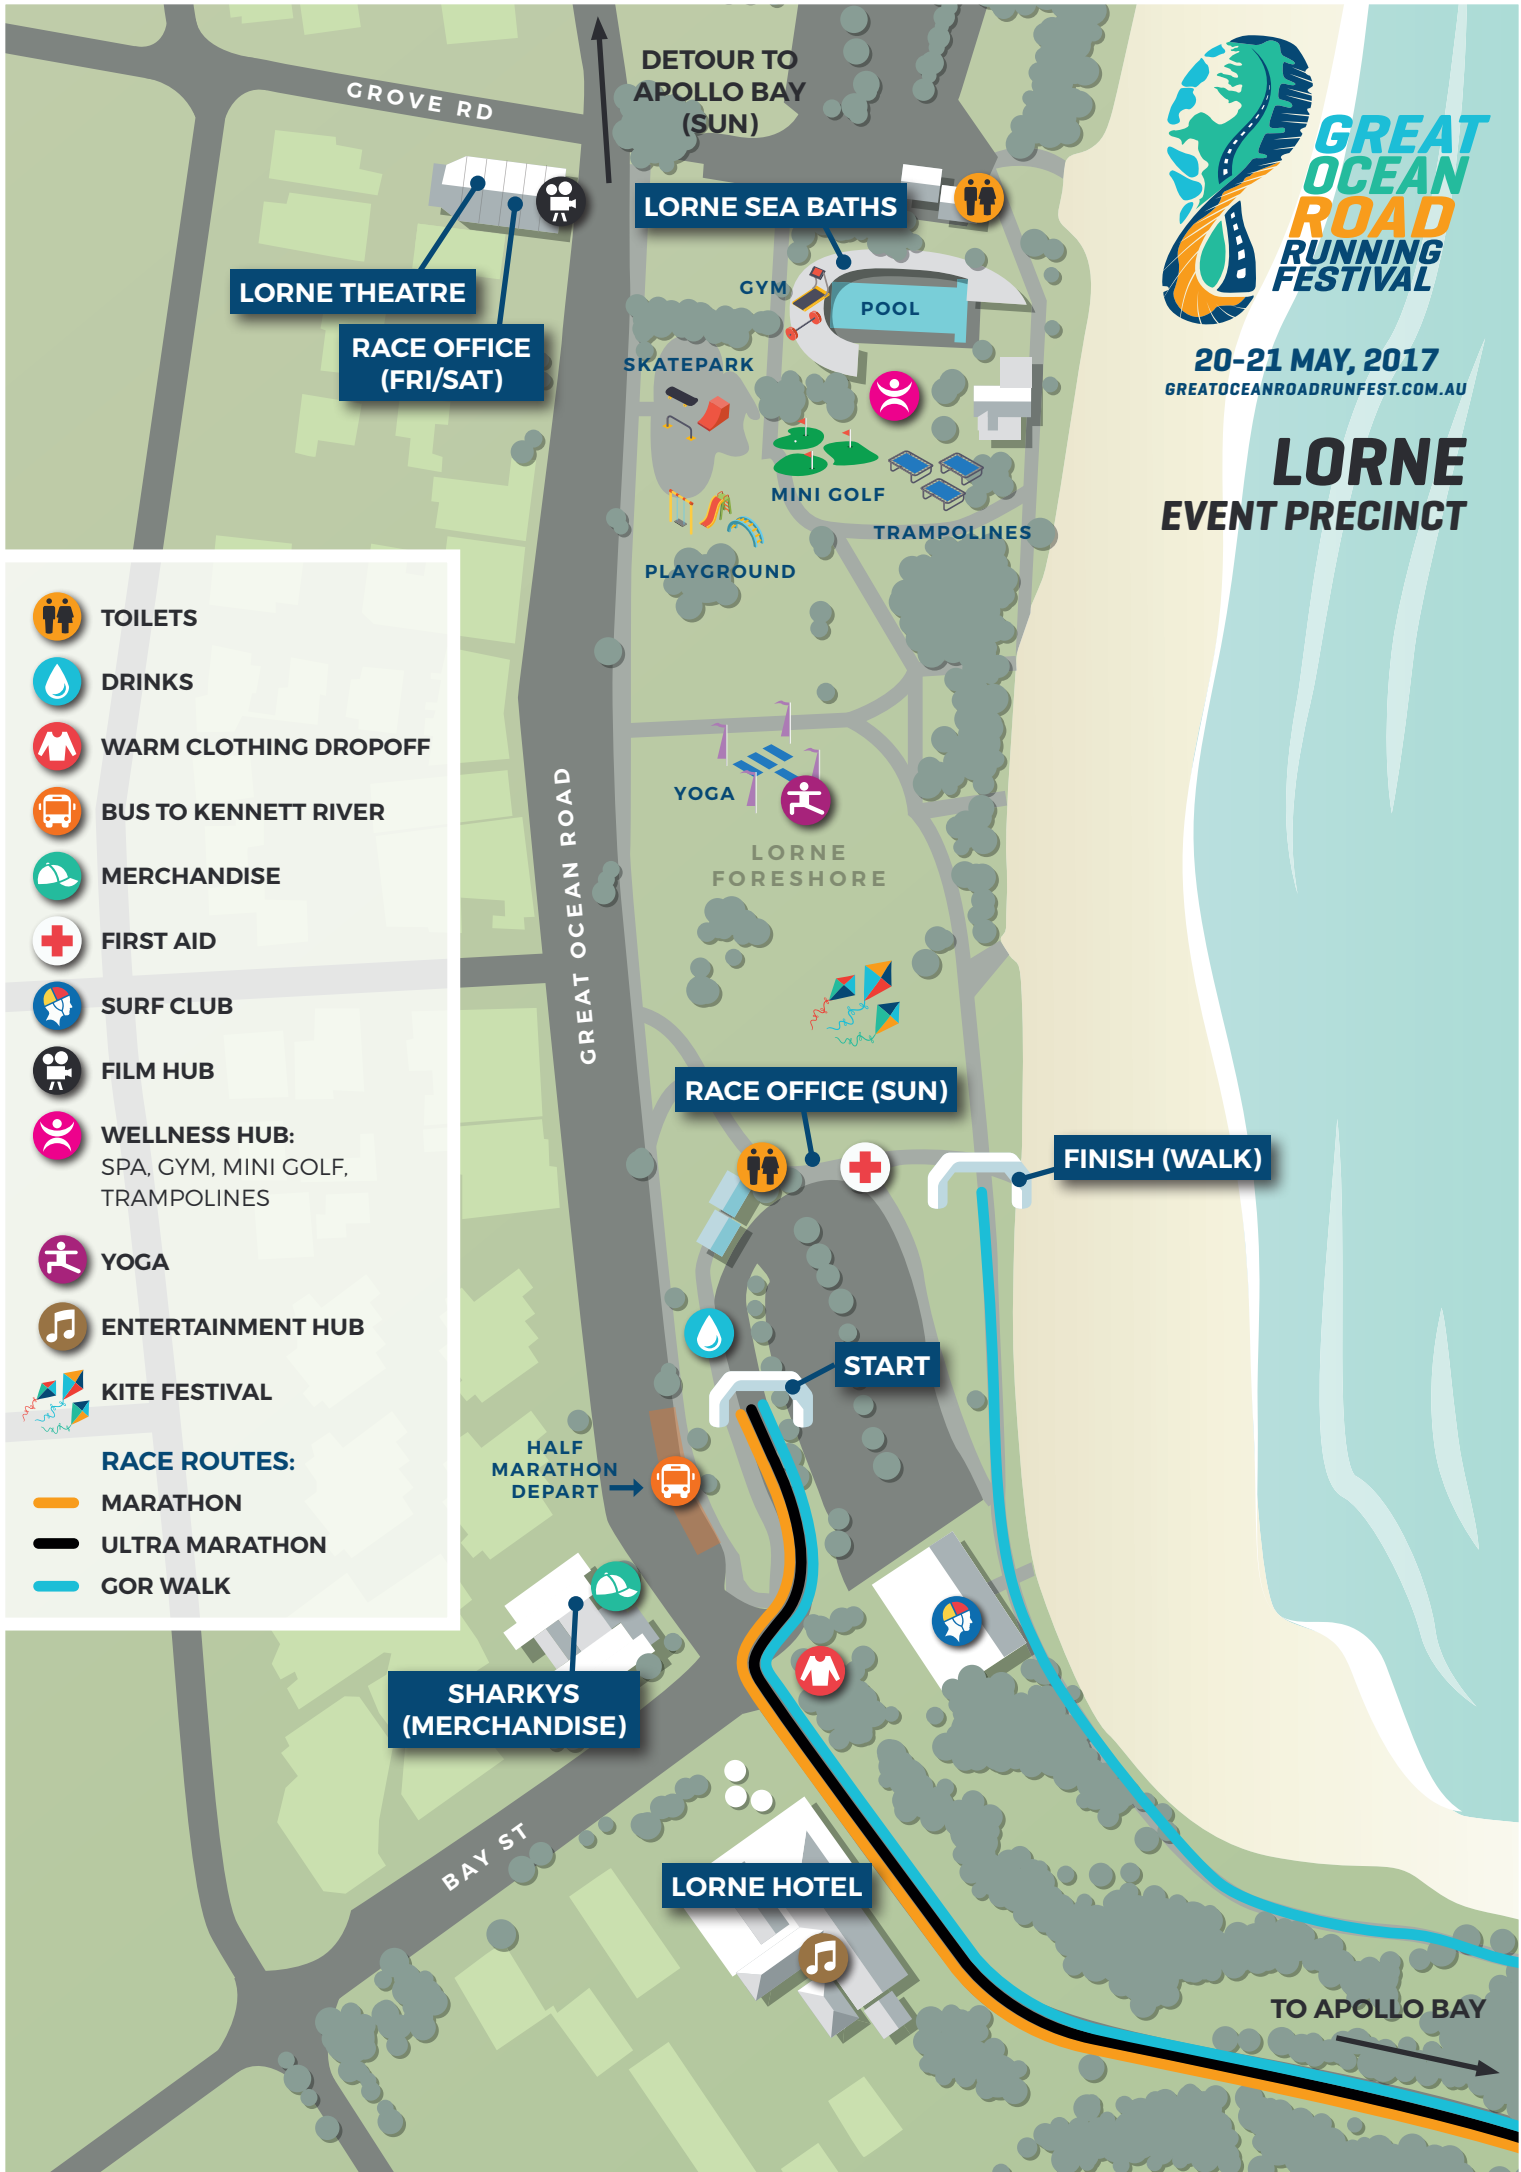 DETOUR TO
APOLLO BAY
(SUN)
GROVE RD
LORNE SEA BATHS
LORNE THEATRE
RACE OFFICE
(FRI/SAT)
GYM
POOL
SKATEPARK
MINI GOLF
TRAMPOLINES
PLAYGROUND
GREAT
OCEAN
ROAD
RUNNING
FESTIVAL
20-21 MAY, 2017
GREATOCEANROADRUNFEST.COM.AU
LORNE
EVENT PRECINCT
TOILETS
DRINKS
WARM CLOTHING DROPOFF
BUS TO KENNETT RIVER
MERCHANDISE
FIRST AID
SURF CLUB
FILM HUB
WELLNESS HUB:
SPA, GYM, MINI GOLF,
TRAMPOLINES
YOGA
ENTERTAINMENT HUB
KITE FESTIVAL
RACE ROUTES:
MARATHON
ULTRA MARATHON
GOR WALK
GREAT OCEAN ROAD
YOGA
LORNE
FORESHORE
RACE OFFICE (SUN)
FINISH (WALK)
START
HALF
MARATHON
DEPART
SHARKYS
(MERCHANDISE)
BAY ST
LORNE HOTEL
TO APOLLO BAY